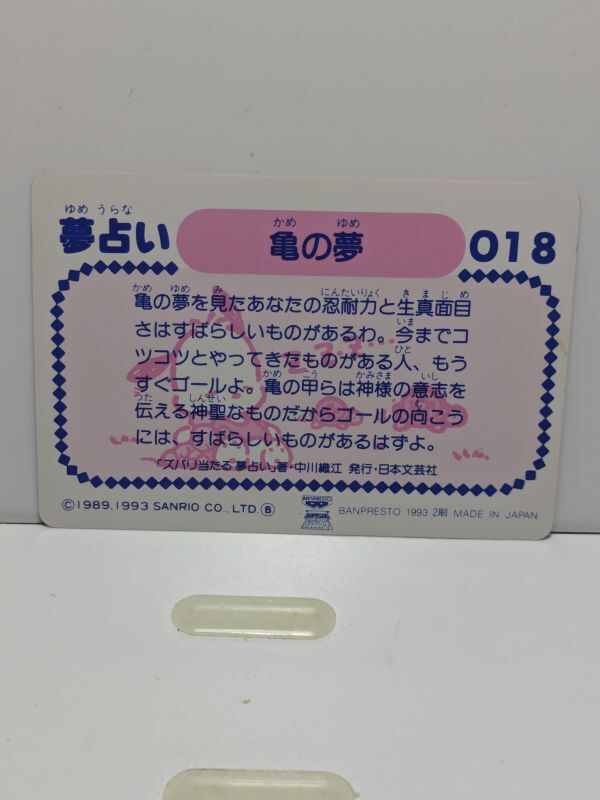 ゆめ うらな
夢占い
かめ ゆめ
亀の夢
018
かめ ゆめ み にんたいりょく き まじめ
亀の夢を見たあなたの忍耐力と生真面目
いま
さはすばらしいものがあるわ。今までコ
ひと
ツコツとやってきたものがある人、もう
かめ こう かみさま いし
すぐゴールよ。亀の甲らは神様の意志を
つた しんせい む
伝える神聖なものだからゴールの向こう
には、すばらしいものがあるはずよ。
「ズバリ当たる 夢占い」著・中川織江 発行・日本文芸社
©1989,1993 SANRIO CO., LTD.Ⓑ
BANPRESTO
BANPRESTO 1993 2刷 MADE IN JAPAN